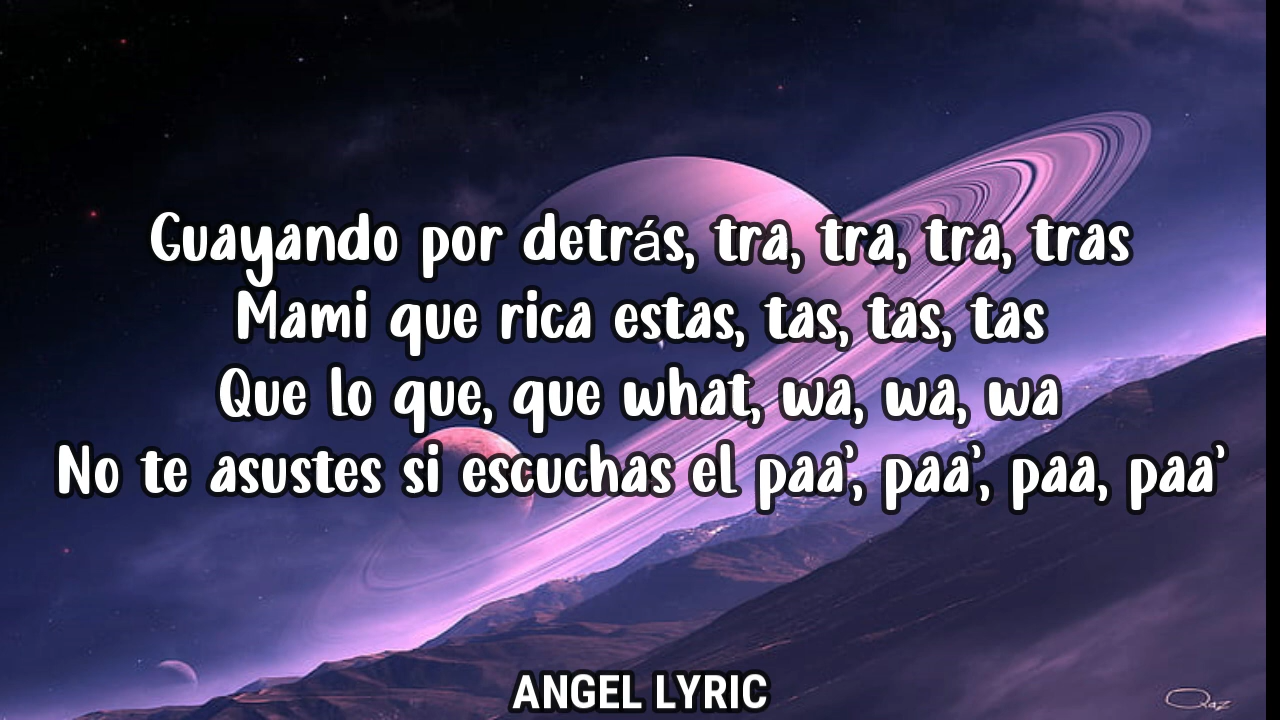 Guayando por detrás, tra, tra, tra, tras
Mami que rica estas, tas, tas, tas
Que lo que, que what, wa, wa, wa
No te asustes si escuchas el paa', paa', paa, paa'
ANGEL LYRIC
Qaz